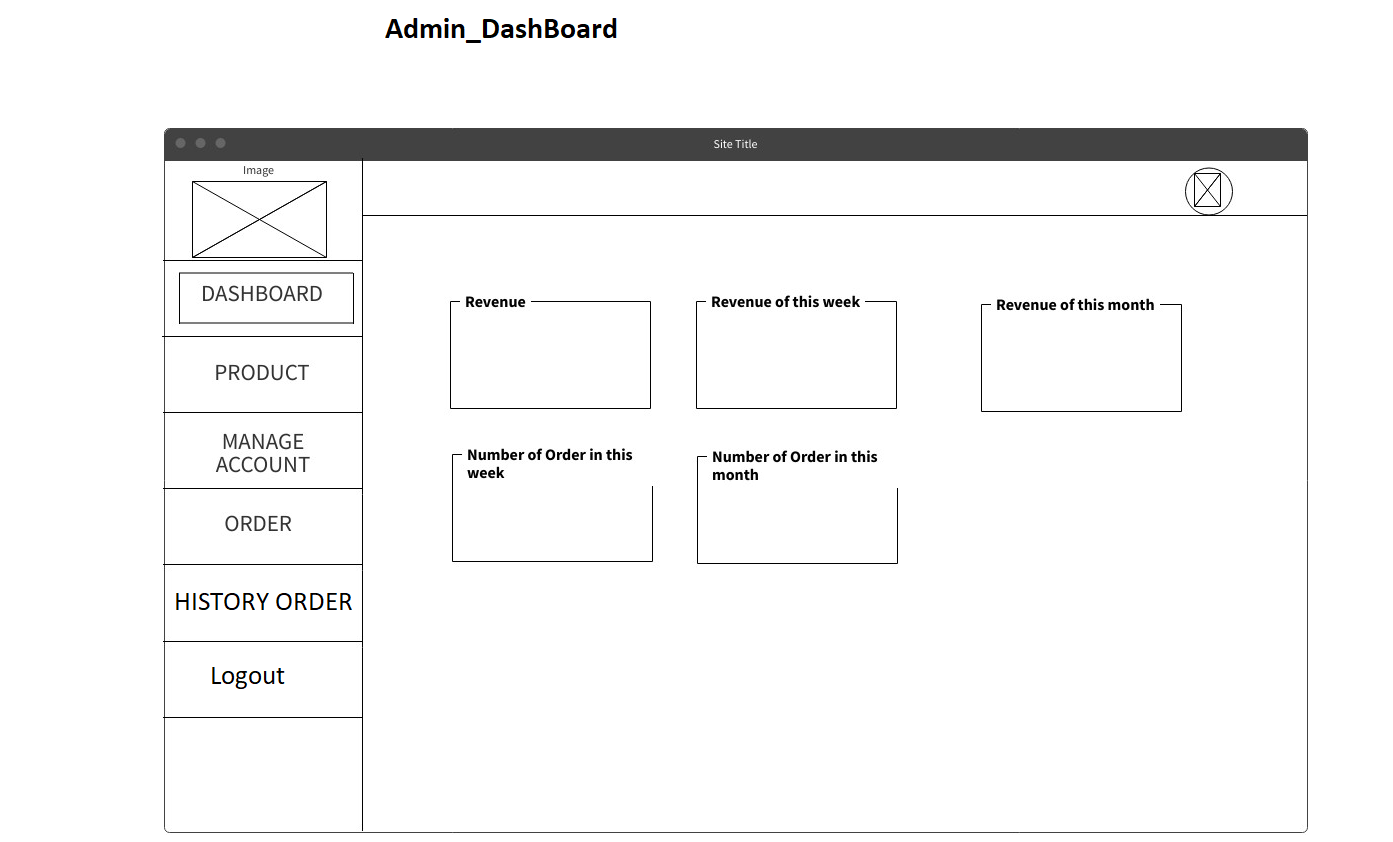 Admin_DashBoard
Site Title
Image
DASHBOARD
PRODUCT
MANAGE
ACCOUNT
ORDER
HISTORY ORDER
Logout
Revenue
Revenue of this week
Revenue of this month
Number of Order in this
week
Number of Order in this
month